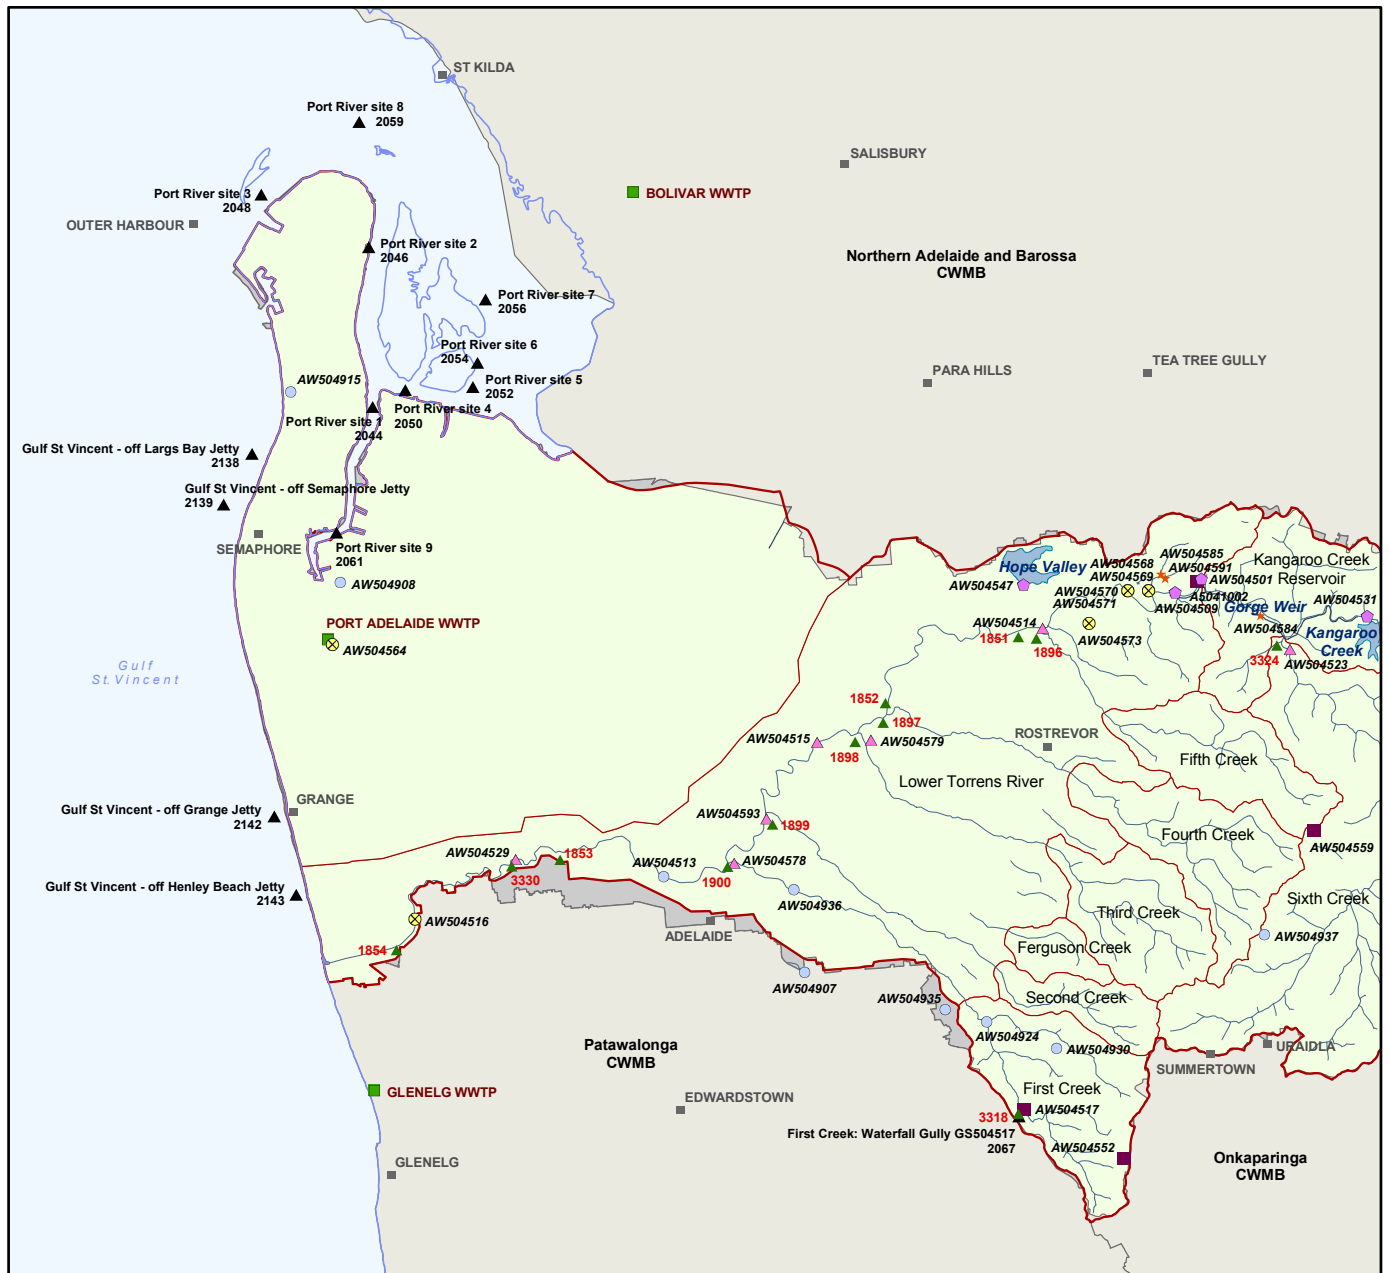 ST KILDA
Port River site 8
2059
SALISBURY
BOLIVAR WWTP
Port River site 3
2048
OUTER HARBOUR
Port River site 2
2046
Northern Adelaide and Barossa
CWMB
Port River site 7
2056
Port River site 6
2054
TEA TREE GULLY
PARA HILLS
AW504915
Port River site 5
2052
Port River site 4
2050
Port River site 1
2044
Gulf St Vincent - off Largs Bay Jetty
2138
Gulf St Vincent - off Semaphore Jetty
2139
SEMAPHORE
Port River site 9
2061
AW504908
PORT ADELAIDE WWTP
AW504564
Gulf
St. Vincent
Hope Valley
AW504547
AW504568
AW504569
AW504570
AW504571
AW504585
AW504591
AW504501
A5041002
AW504509
Kangaroo Creek
Reservoir
AW504531
Gorge Weir
AW504584
Kangaroo
Creek
AW504514
1851
1896
AW504573
3324
AW504523
1852
1897
AW504515
1898
AW504579
ROSTREVOR
Fifth Creek
Lower Torrens River
Gulf St Vincent - off Grange Jetty
2142
GRANGE
AW504593
1899
Fourth Creek
AW504559
AW504529
1853
3330
AW504513
AW504578
1900
Gulf St Vincent - off Henley Beach Jetty
2143
AW504936
Sixth Creek
AW504516
ADELAIDE
Third Creek
AW504937
Ferguson Creek
1854
AW504907
AW504935
Second Creek
AW504924
AW504930
Patawalonga
CWMB
URAIDLA
SUMMERTOWN
GLENELG WWTP
EDWARDSTOWN
First Creek
AW504517
3318
First Creek: Waterfall Gully GS504517
2067
AW504552
GLENELG
Onkaparinga
CWMB